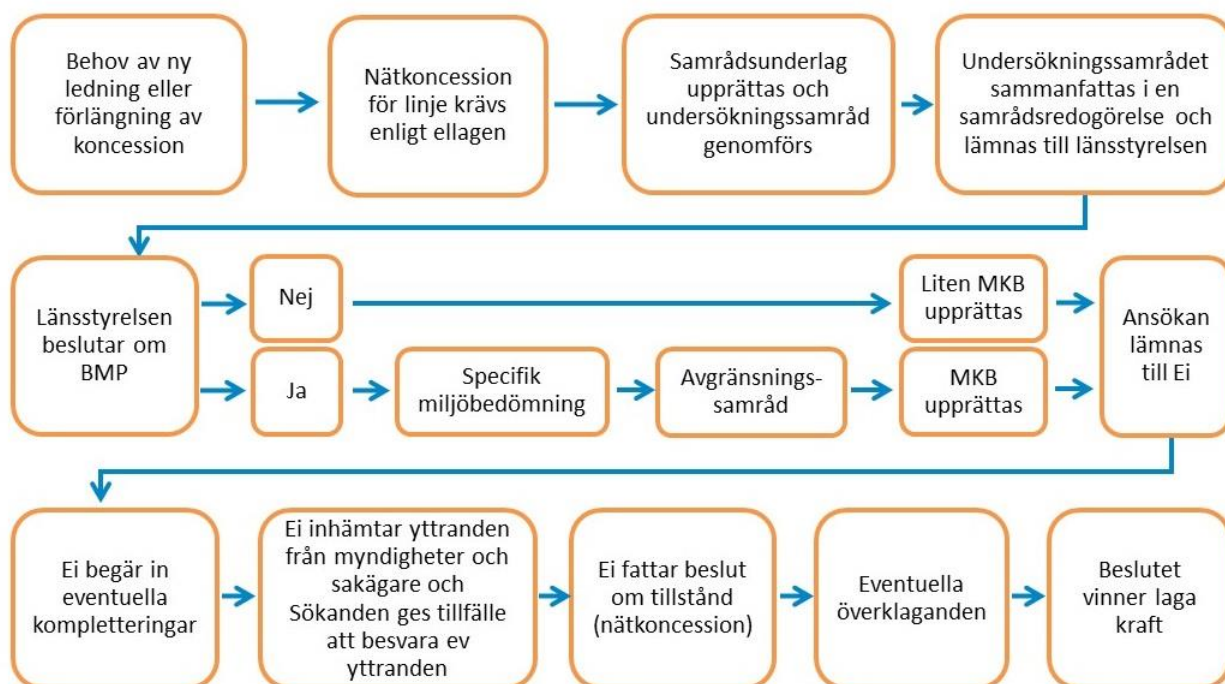 Behov av ny
ledning eller
förlängning av
koncession
Nätkoncession
för linje krävs
enligt ellagen
Samrådsunderlag
upprättas och
undersökningssamråd
genomförs
Undersökningssamrådet
sammanfattas i en
samrådsredogörelse och
lämnas till länsstyrelsen
Länsstyrelsen
beslutar om
BMP
Nej
Liten MKB
upprättas
Ja
Specifik
miljöbedömning
Avgränsnings-
samråd
MKB
upprättas
Ansökan
lämnas
till Ei
Ei begär in
eventuella
kompletteringar
Ei inhämtar yttranden
från myndigheter och
sakägare och
Sökanden ges tillfälle
att besvara ev
yttranden
Ei fattar beslut
om tillstånd
(nätkoncession)
Eventuella
överklaganden
Beslutet
vinner laga
kraft